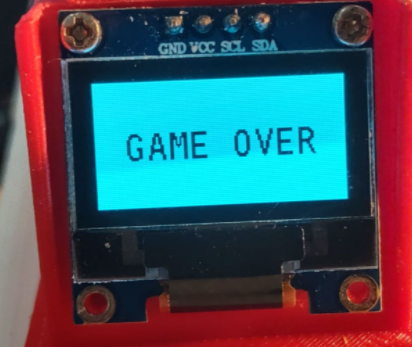 GND VCC SCL SDA
GAME OVER